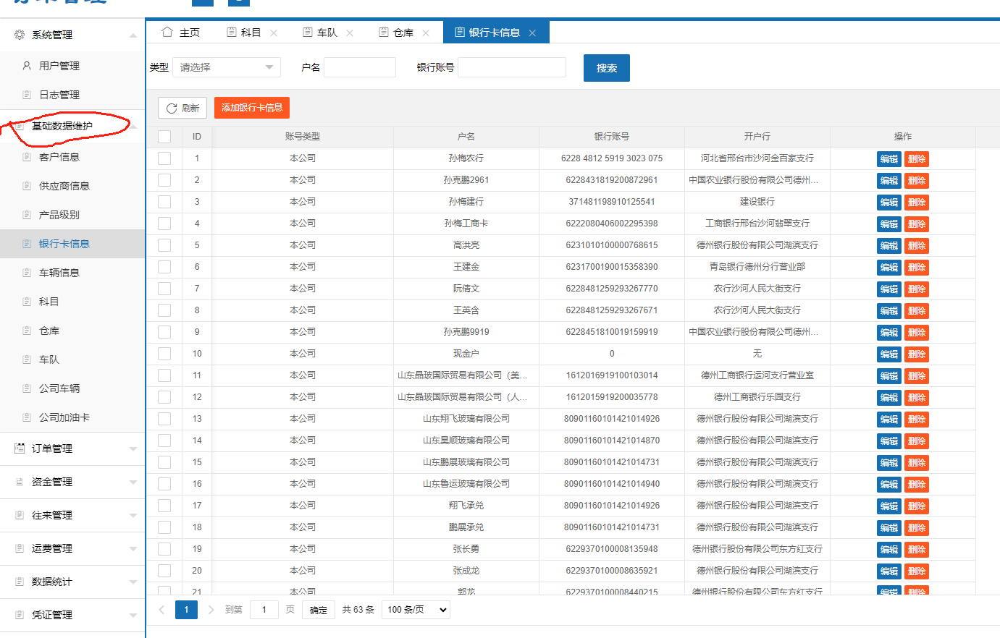 系统管理
用户管理
日志管理
基础数据维护
客户信息
供应商信息
产品级别
银行卡信息
车辆信息
科目
仓库
车队
公司车辆
公司加油卡
订单管理
资金管理
往来管理
运费管理
数据统计
凭证管理
主页 科目 车队 仓库 银行卡信息
类型 请选择 户名 银行账号 搜索
刷新 添加银行卡信息
ID 账号类型 户名 银行账号 开户行 操作
1 本公司 孙梅农行 6228 4812 5919 3023 075 河北省邢台市沙河金百家支行 编辑 删除
2 本公司 孙克鹏2961 6228431819200872961 中国农业银行股份有限公司德州... 编辑 删除
3 本公司 孙梅建行 371481198910125541 建设银行 编辑 删除
4 本公司 孙梅工商卡 6222080406002295398 工商银行邢台沙河翡翠支行 编辑 删除
5 本公司 高洪亮 6231010100000768615 德州银行股份有限公司湖滨支行 编辑 删除
6 本公司 王建金 6231700190015358390 青岛银行德州分行营业部 编辑 删除
7 本公司 阮倩文 6228481259293267770 农行沙河人民大街支行 编辑 删除
8 本公司 王英含 6228481259293267671 农行沙河人民大街支行 编辑 删除
9 本公司 孙克鹏9919 6228451810019159919 中国农业银行股份有限公司德州... 编辑 删除
10 本公司 现金户 0 无 编辑 删除
11 本公司 山东晶玻国际贸易有限公司（美... 1612016919100103014 德州工商银行运河支行营业室 编辑 删除
12 本公司 山东晶玻国际贸易有限公司（人... 1612015919200035778 德州工商银行乐园支行 编辑 删除
13 本公司 山东翔飞玻璃有限公司 80901160101421014926 德州银行股份有限公司湖滨支行 编辑 删除
14 本公司 山东昊顺玻璃有限公司 80901160101421014870 德州银行股份有限公司湖滨支行 编辑 删除
15 本公司 山东鹏展玻璃有限公司 80901160101421014731 德州银行股份有限公司湖滨支行 编辑 删除
16 本公司 山东鲁运玻璃有限公司 80901160101421014940 德州银行股份有限公司湖滨支行 编辑 删除
17 本公司 翔飞承兑 80901160101421014926 德州银行股份有限公司湖滨支行 编辑 删除
18 本公司 鹏展承兑 80901160101421014731 德州银行股份有限公司湖滨支行 编辑 删除
19 本公司 张长勇 6229370100008135948 德州银行股份有限公司东方红支行 编辑 删除
20 本公司 张成龙 6229370100008635921 德州银行股份有限公司湖滨支行 编辑 删除
21 本公司 郭龙 6229370100008440215 德州银行股份有限公司东方红支行 编辑 删除
1 到第 1 页 确定 共 63 条 100 条/页